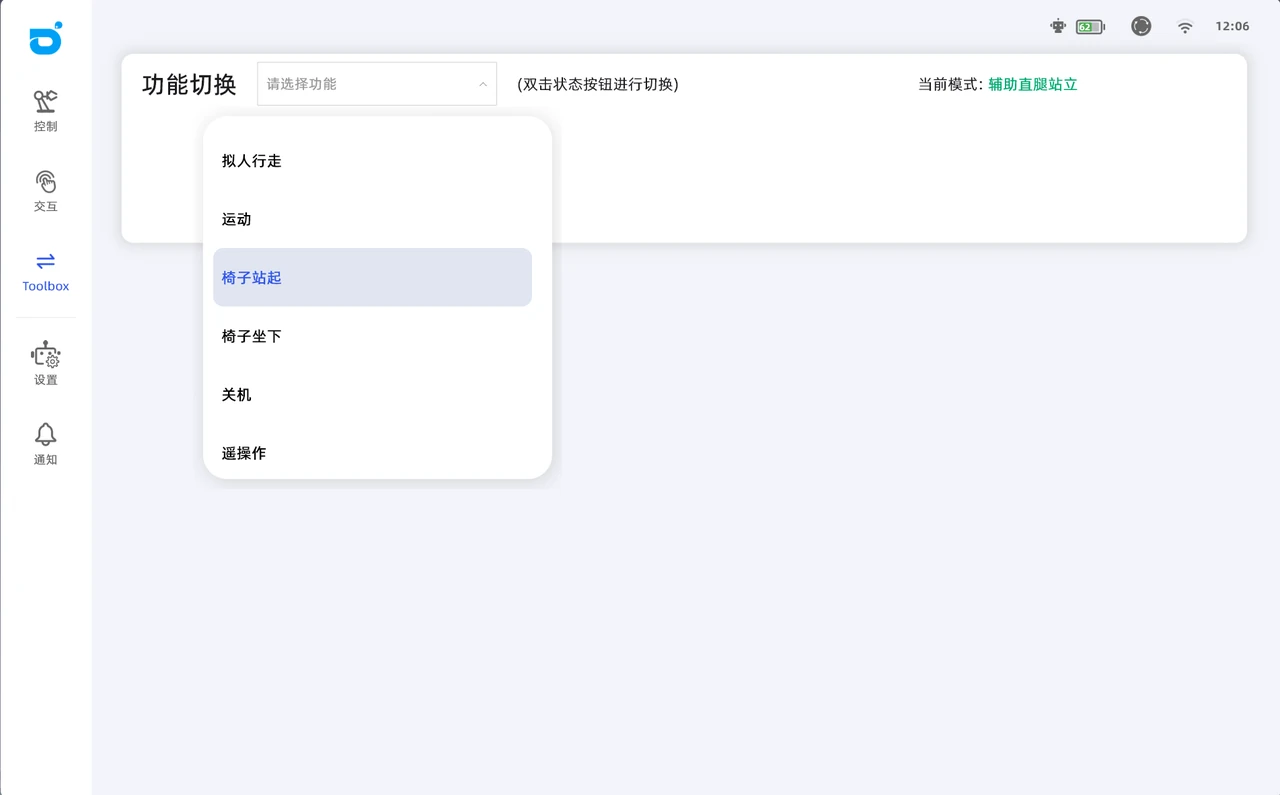 62
12:06
功能切换
请选择功能
(双击状态按钮进行切换)
当前模式: 辅助直腿站立
控制
交互
Toolbox
设置
通知
拟人行走
运动
椅子站起
椅子坐下
关机
遥操作